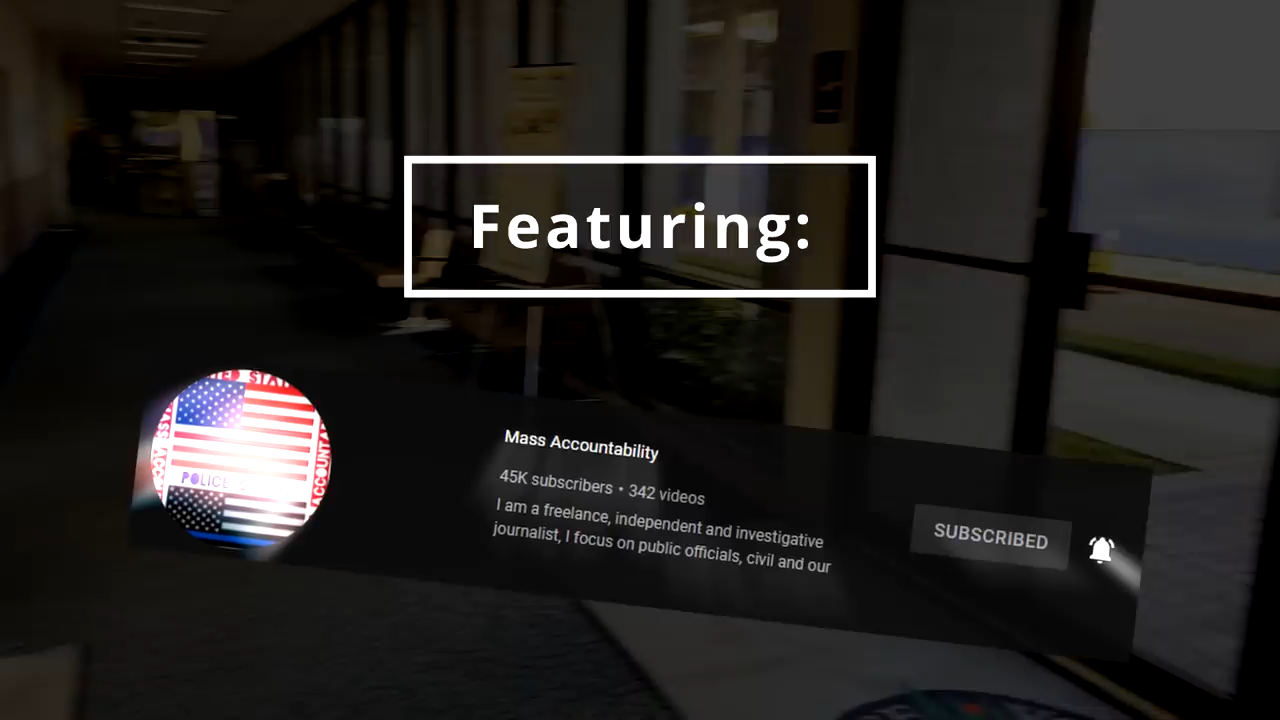 Featuring:
Mass Accountability
45K subscribers • 342 videos
I am a freelance, independent and investigative
journalist, I focus on public officials, civil and our
SUBSCRIBED
POLICE